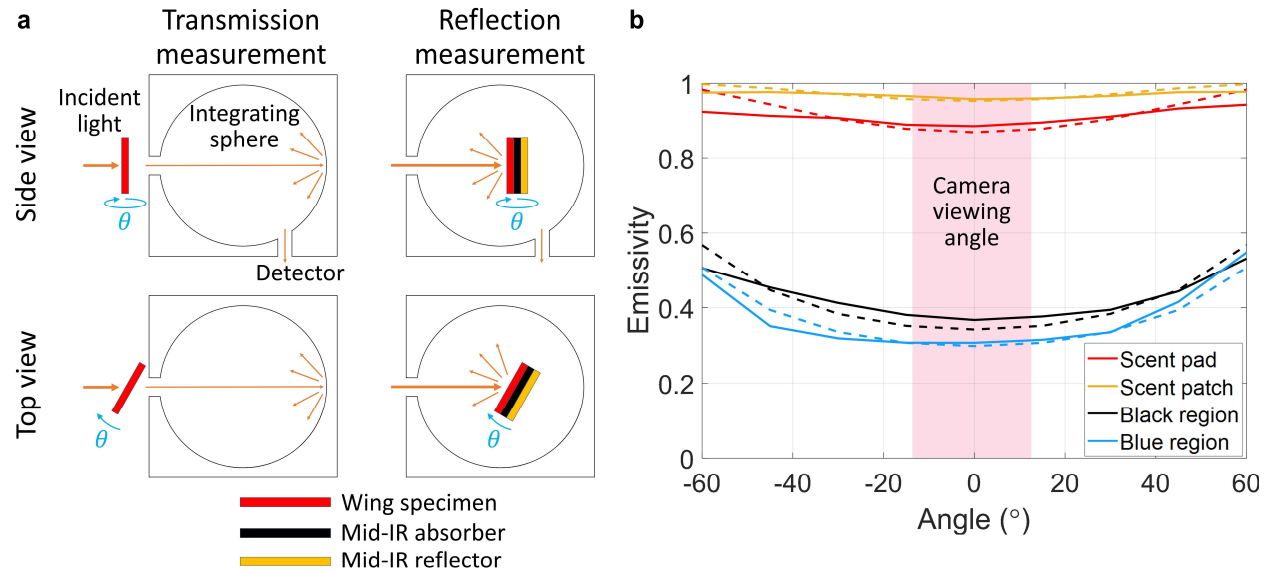 a
Transmission
measurement
Reflection
measurement
Side view
Incident
light
θ
Integrating
sphere
Detector
θ
Top view
θ
θ
Wing specimen
Mid-IR absorber
Mid-IR reflector
b
Emissivity
1
0.8
0.6
0.4
0.2
0
Camera
viewing
angle
Scent pad
Scent patch
Black region
Blue region
-60
-40
-20
0
20
40
60
Angle (°)